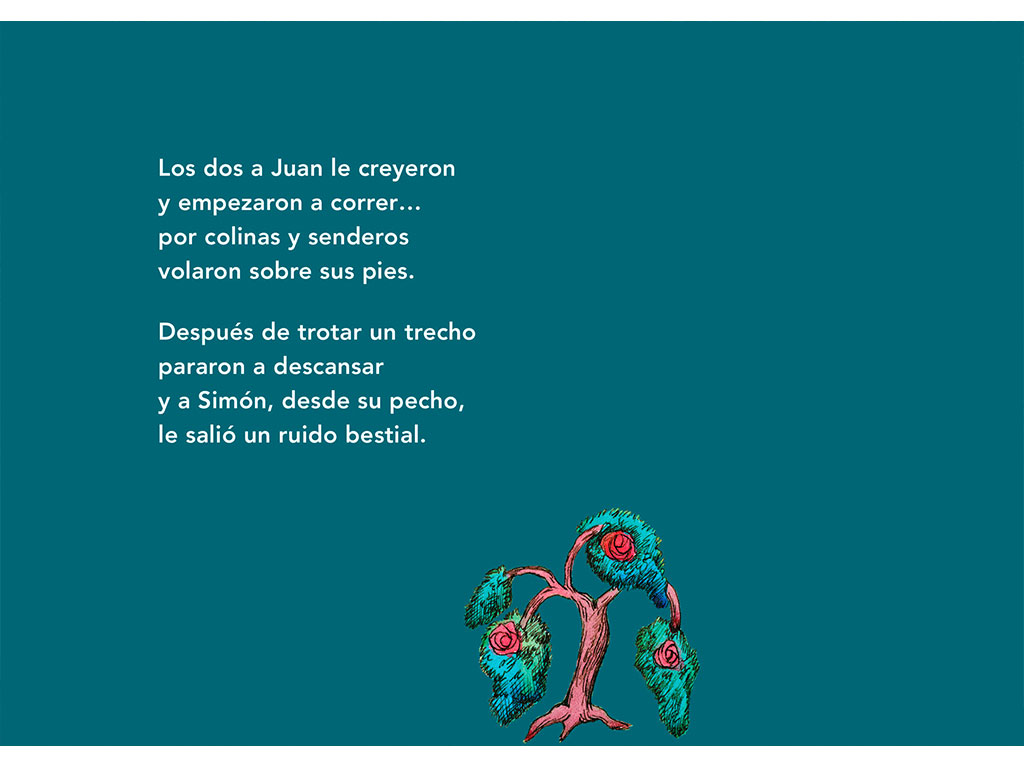 Los dos a Juan le creyeron
y empezaron a correr…
por colinas y senderos
volaron sobre sus pies.
Después de trotar un trecho
pararon a descansar
y a Simón, desde su pecho,
le salió un ruido bestial.